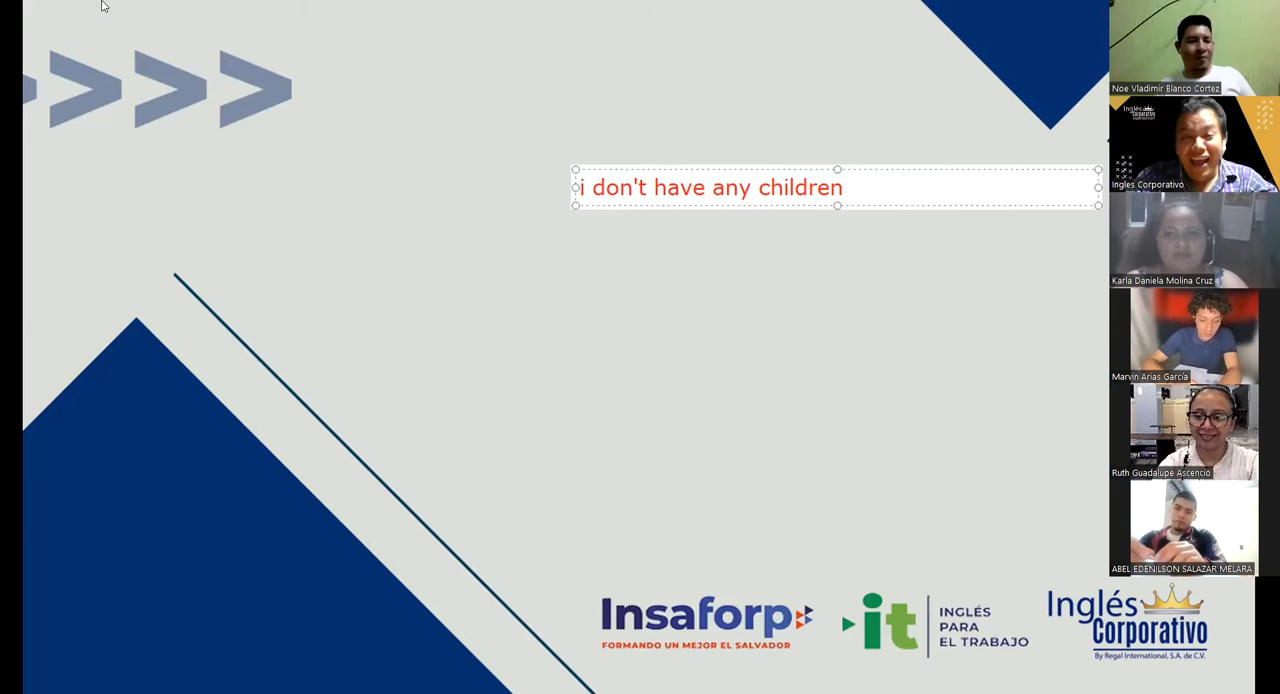 i don't have any children
Noe Vladimir Blanco Cortez
Inglés
Corporativo
Ingles Corporativo
Karla Daniela Molina Cruz
Marvin Arias García
Ruth Guadalupe Ascencio
ABEL EDENILSON SALAZAR MELARA
Insaforp
FORMANDO UN MEJOR EL SALVADOR
it
INGLÉS
PARA
EL TRABAJO
Inglés
Corporativo
By Regal International, S.A. de C.V.